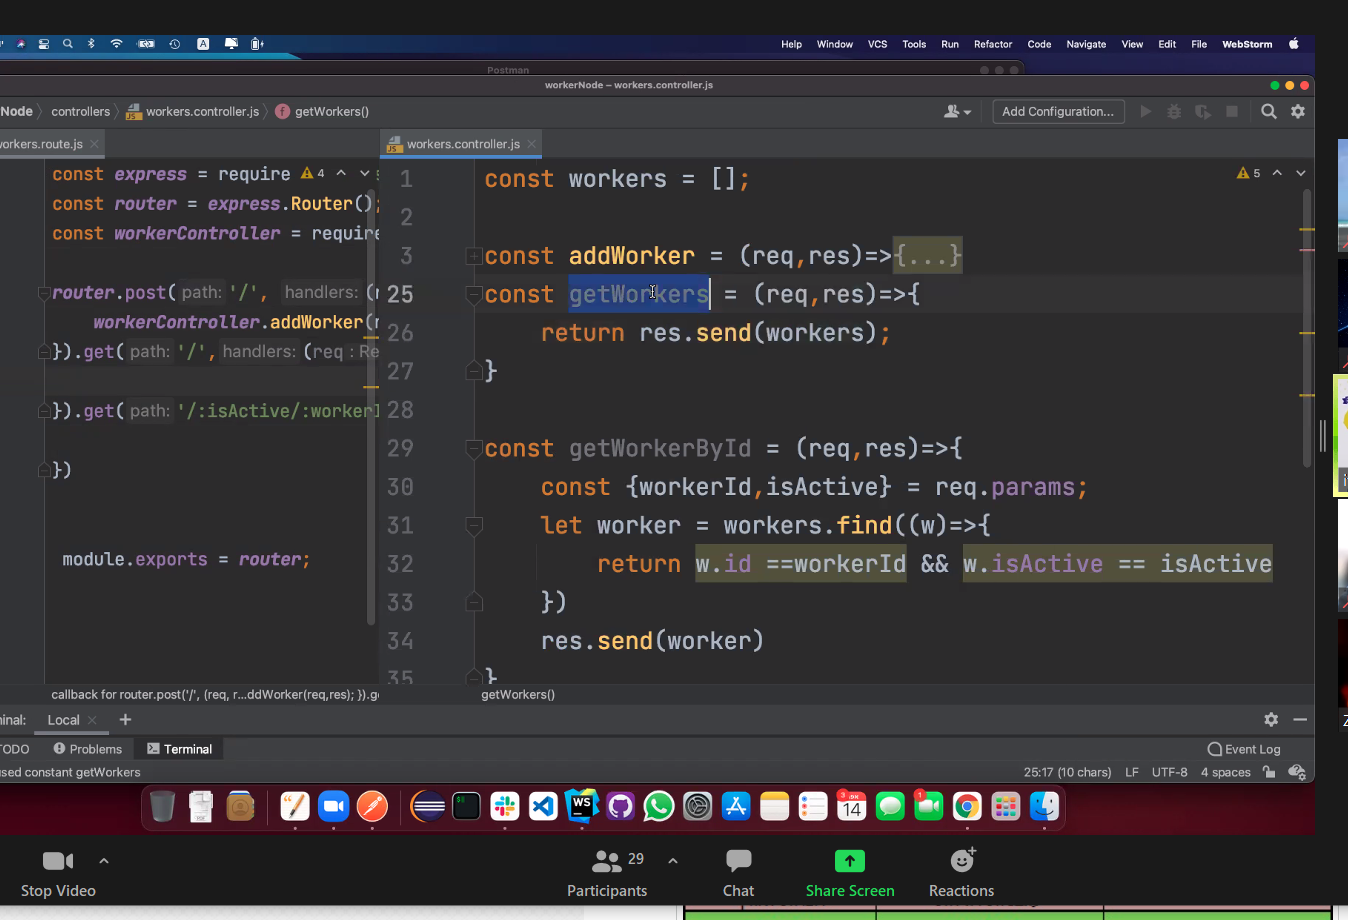 Help Window VCS Tools Run Refactor Code Navigate View Edit File WebStorm
Postman
workerNode – workers.controller.js
Node controllers workers.controller.js getWorkers()
Add Configuration...
workers.route.js
workers.controller.js
const express = require
4
const router = express.Router();
const workerController = require
router.post( path: '/', handlers: (r
workerController.addWorker(r
}).get( path: '/', handlers: (req : Re
}).get( path: '/:isActive/:workerI
})
module.exports = router;
callback for router.post('/', (req, r...ddWorker(req,res); }).g
5
1 const workers = [];
2
3 const addWorker = (req,res)=>{...}
25 const getWorkers = (req,res)=>{
26 return res.send(workers);
27 }
28
29 const getWorkerById = (req,res)=>{
30 const {workerId,isActive} = req.params;
31 let worker = workers.find((w)=>{
32 return w.id ==workerId && w.isActive == isActive
33 })
34 res.send(worker)
35 }
getWorkers()
minal: Local +
TODO Problems Terminal
Event Log
sed constant getWorkers
25:17 (10 chars) LF UTF-8 4 spaces
WS
3
14
1
Stop Video
29
Participants
Chat
Share Screen
Reactions